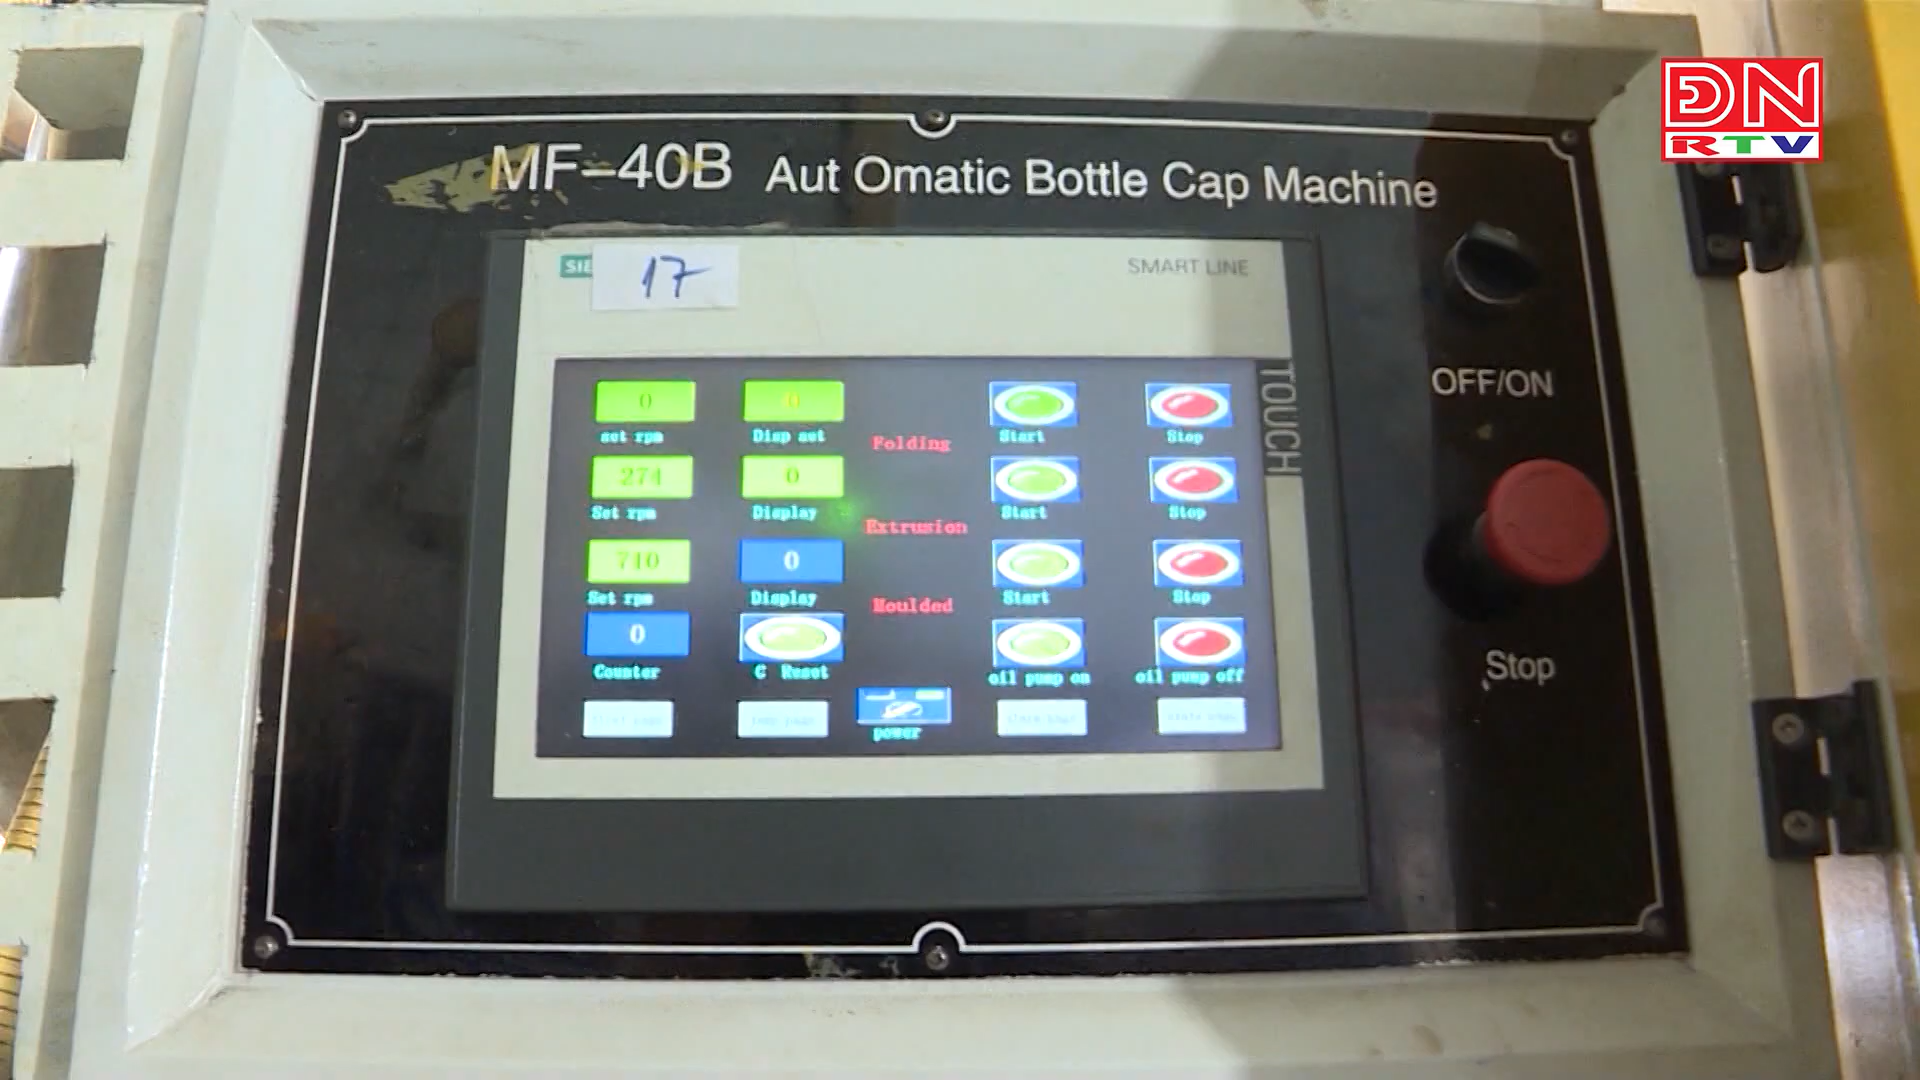 DN
RTV
MF-40B Aut Omatic Bottle Cap Machine
SIE
17
SMART LINE
TOUCH
0
set rpm
Disp set
Folding
Start
Stop
274
Set rpm
0
Display
Extrusion
Start
Stop
710
Set rpm
0
Display
Moulded
Start
Stop
0
Counter
C Reset
oil pump on
oil pump off
power
OFF/ON
Stop